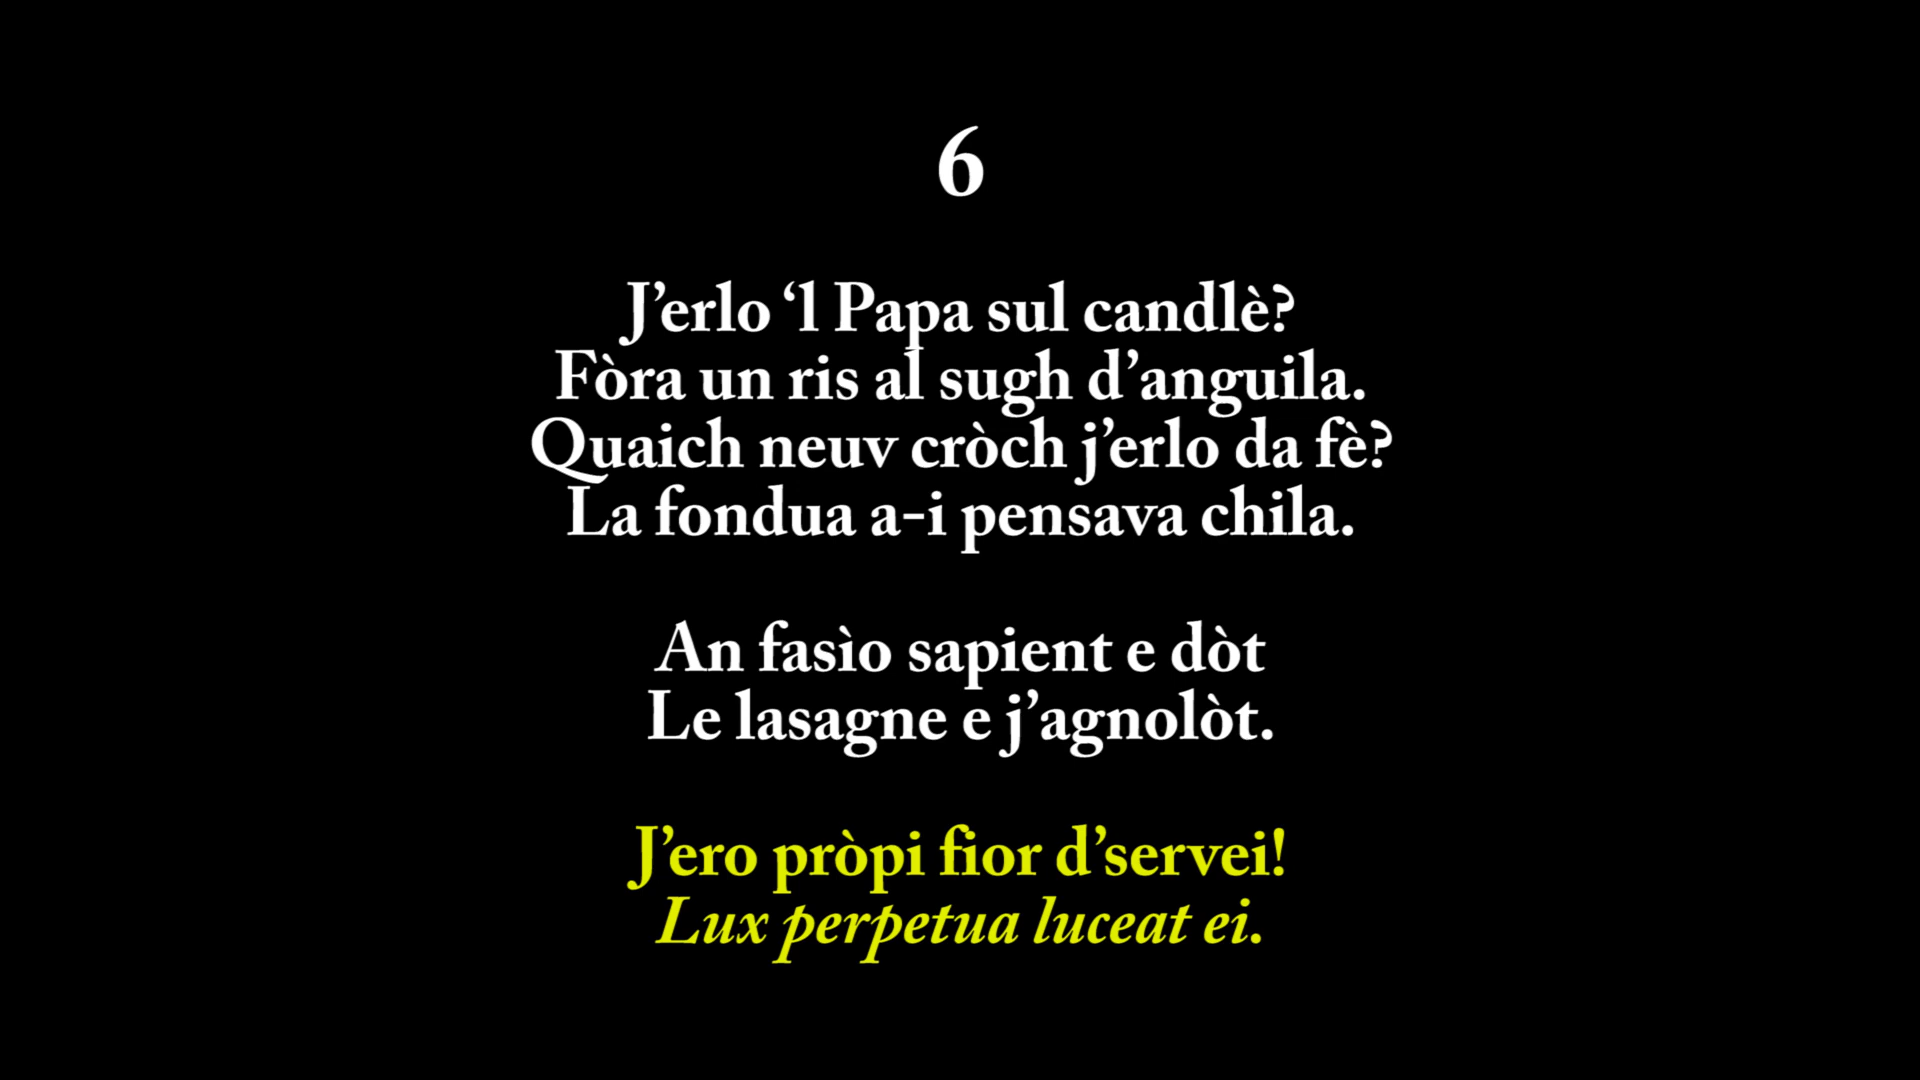 6
J’erlo ‘l Papa sul candlè?
Fòra un ris al sugh d’anguila.
Quaich neuv cròch j’erlo da fè?
La fondua a-i pensava chila.
An fasìo sapient e dòt
Le lasagne e j’agnolòt.
J’ero pròpi fior d’servei!
Lux perpetua luceat ei.